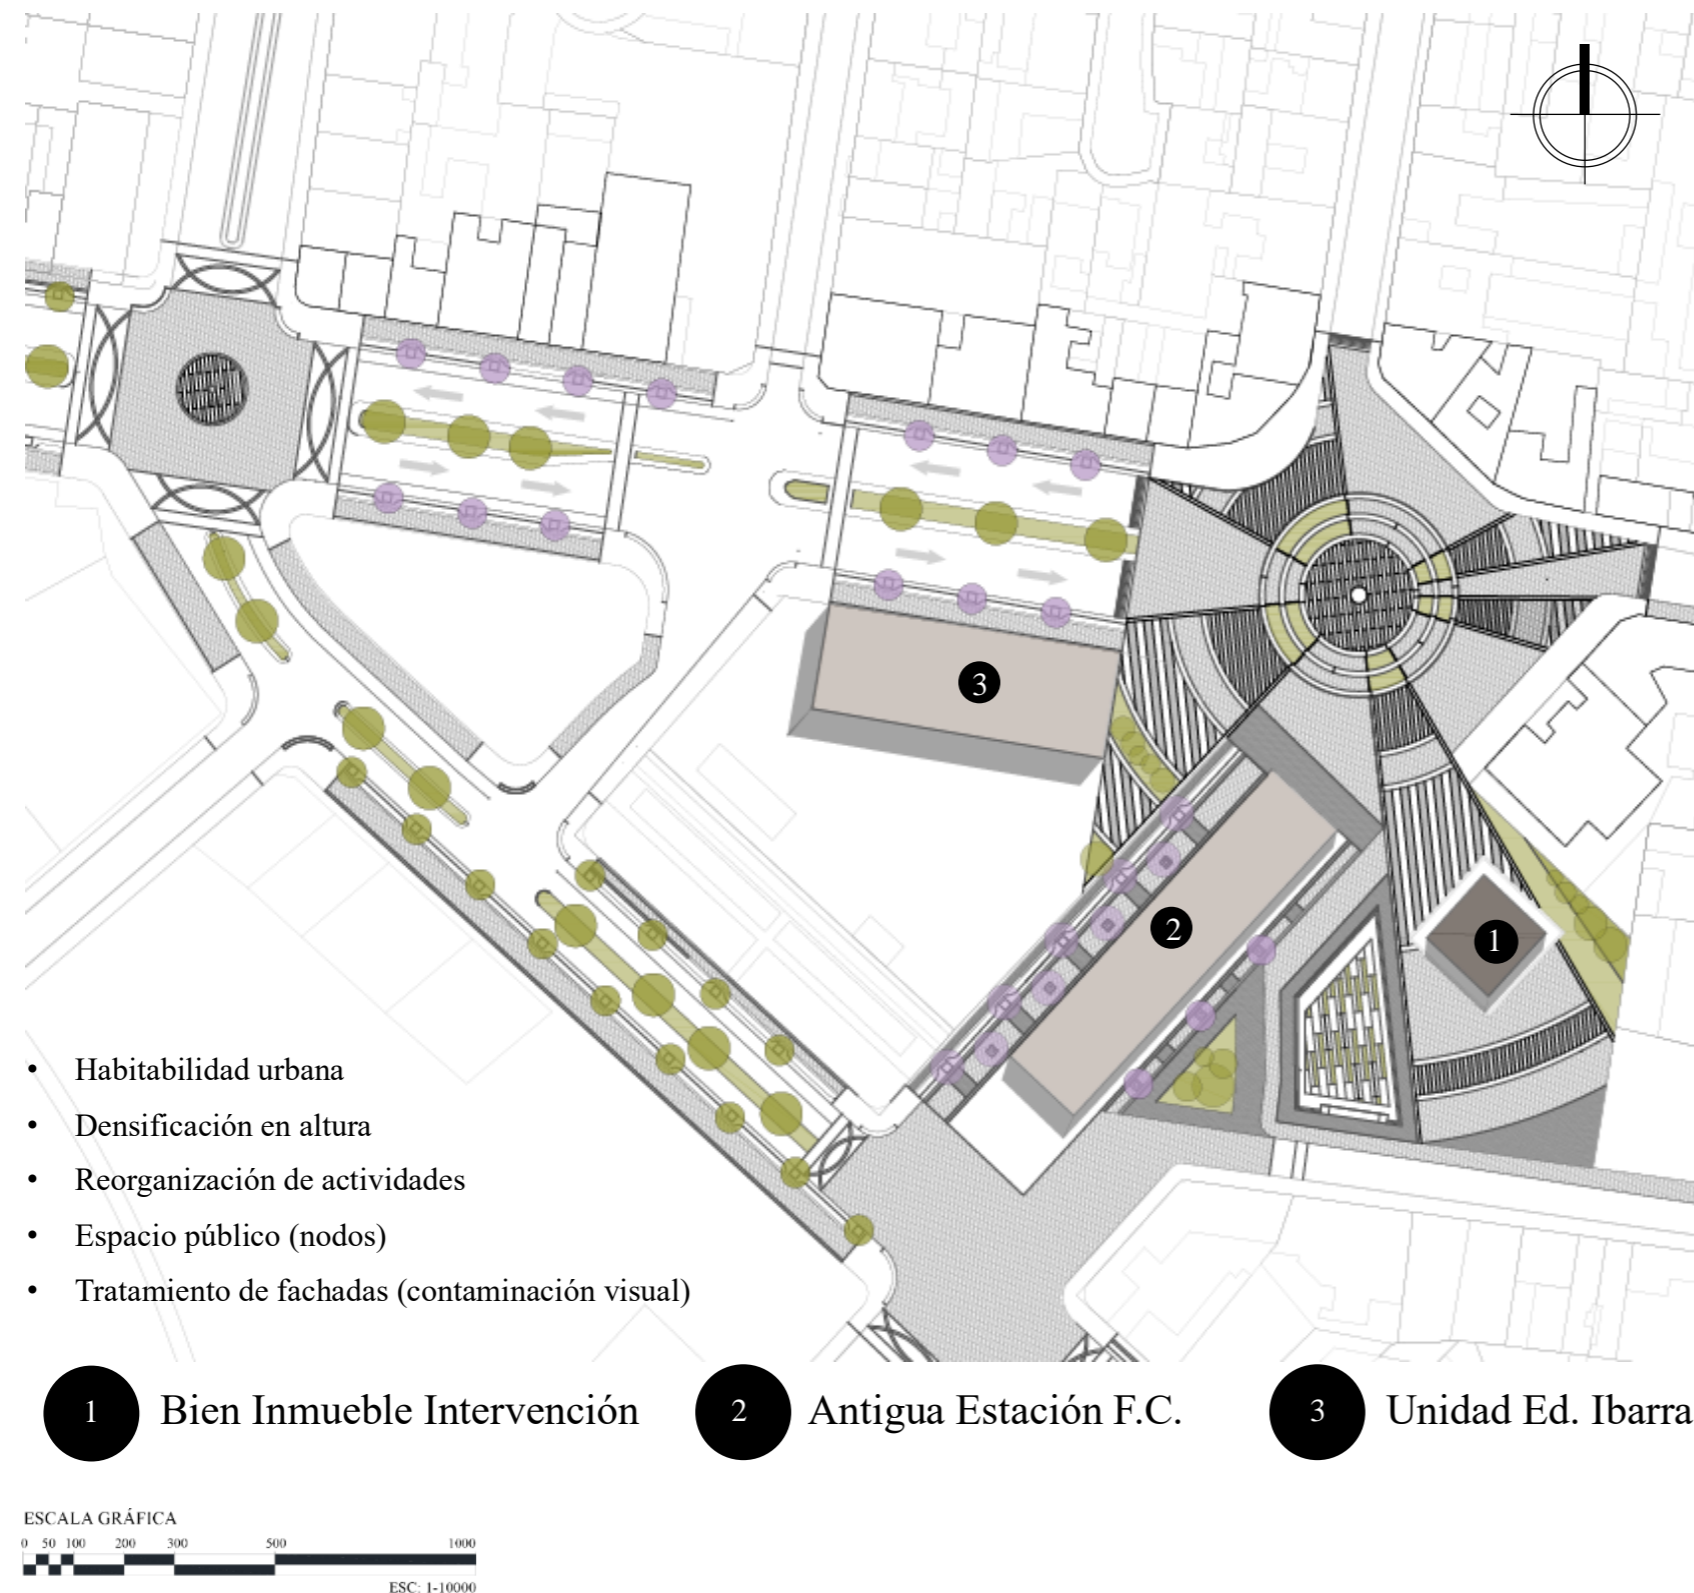 3
2
1
• Habitabilidad urbana
• Densificación en altura
• Reorganización de actividades
• Espacio público (nodos)
• Tratamiento de fachadas (contaminación visual)
1 Bien Inmueble Intervención 2 Antigua Estación F.C. 3 Unidad Ed. Ibarra
ESCALA GRÁFICA
0 50 100 200 300 500 1000
ESC: 1-10000